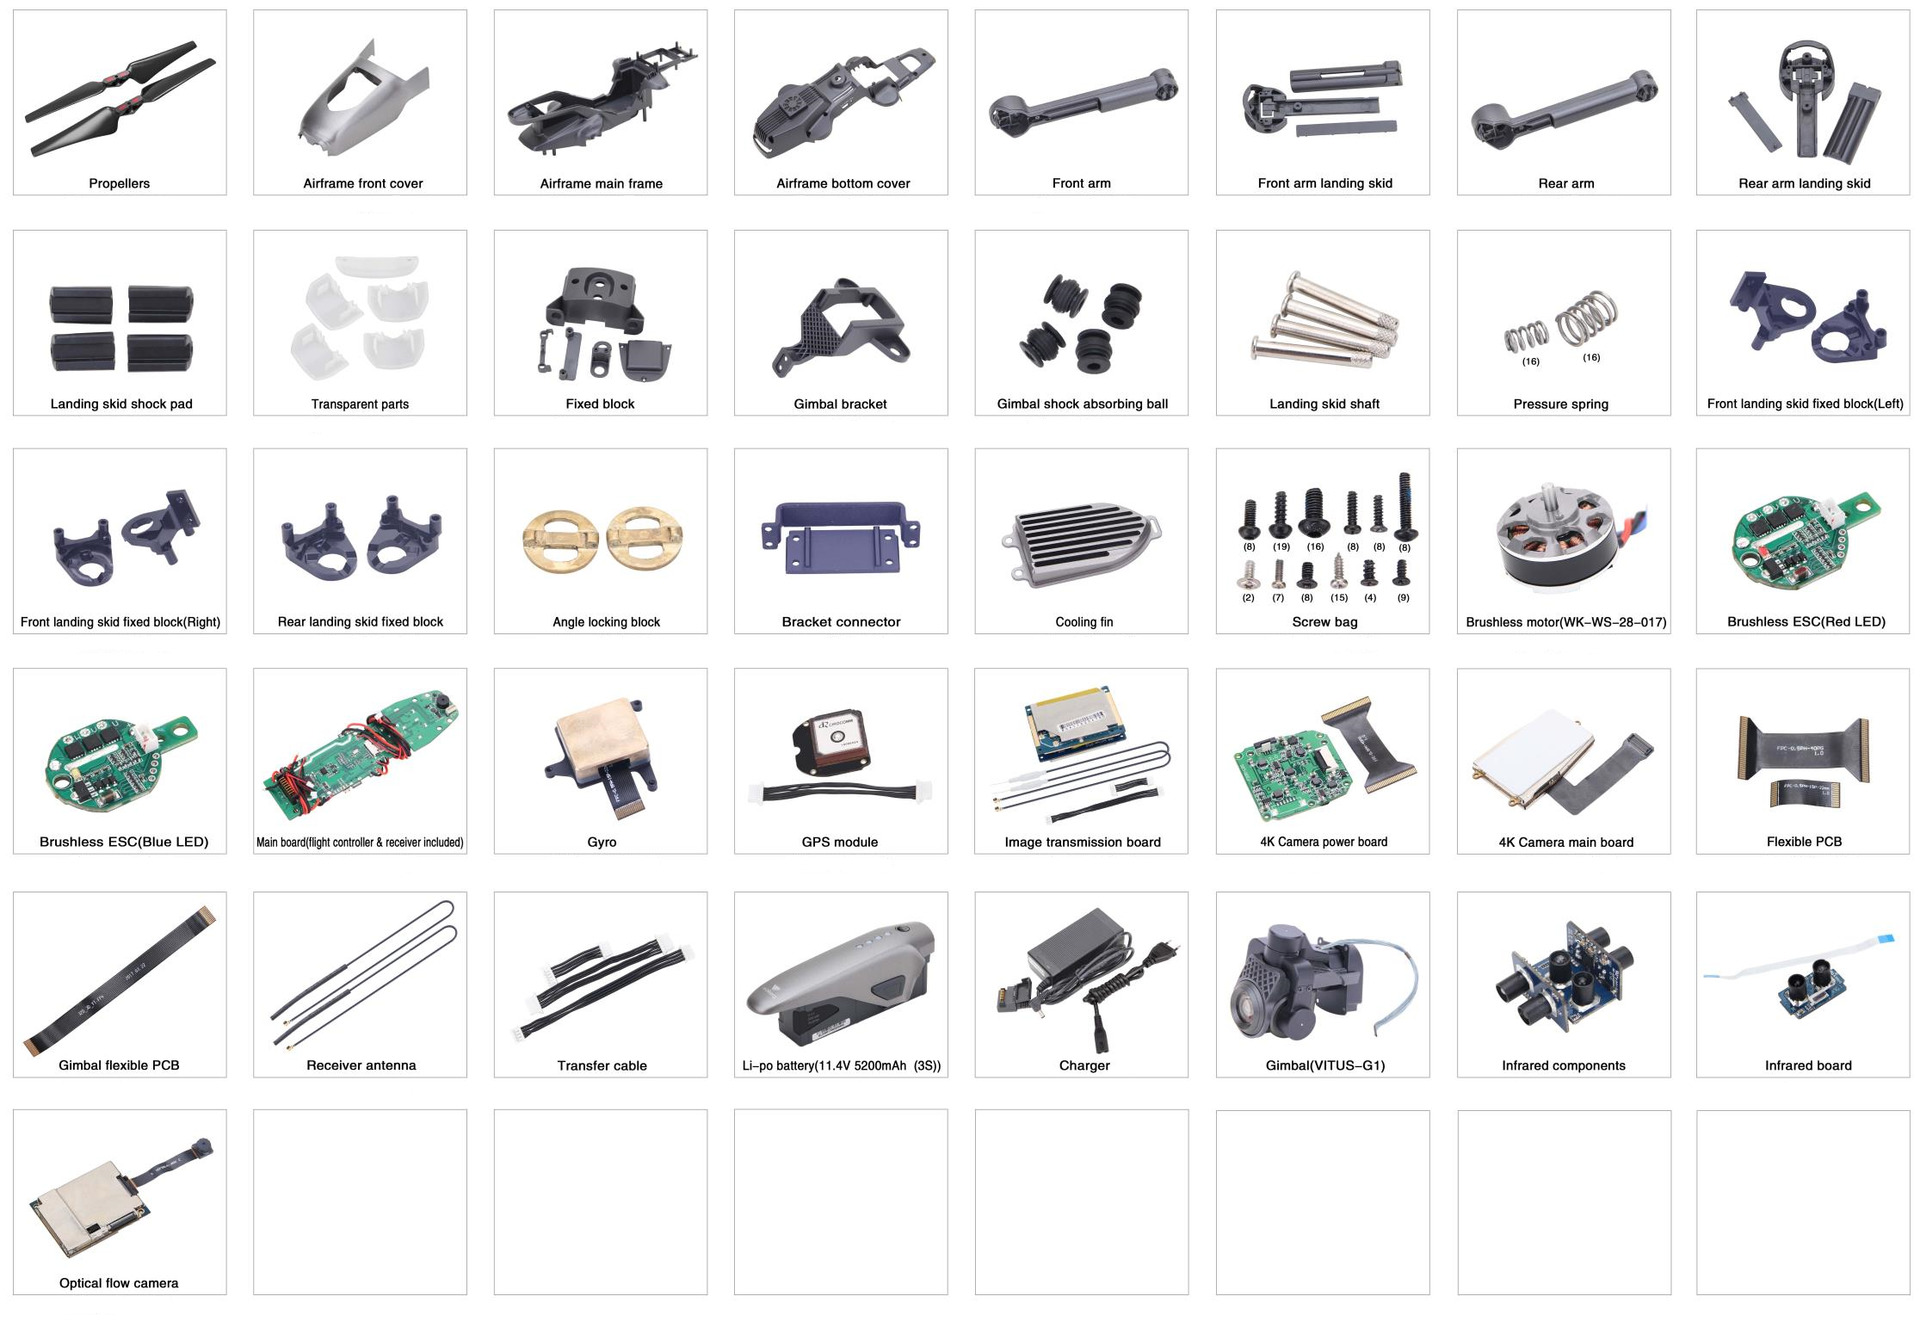 Propellers
Airframe front cover
Airframe main frame
Airframe bottom cover
Front arm
Front arm landing skid
Rear arm
Rear arm landing skid
Landing skid shock pad
Transparent parts
Fixed block
Gimbal bracket
Gimbal shock absorbing ball
Landing skid shaft
(16)
(16)
Pressure spring
Front landing skid fixed block(Left)
Front landing skid fixed block(Right)
Rear landing skid fixed block
Angle locking block
Bracket connector
Cooling fin
(8) (19) (16) (8) (8) (8)
(2) (7) (8) (15) (4) (9)
Screw bag
Brushless motor(WK-WS-28-017)
Brushless ESC(Red LED)
Brushless ESC(Blue LED)
Main board(flight controller & receiver included)
Gyro
GPS module
Image transmission board
4K Camera power board
4K Camera main board
1.0
1.0
Flexible PCB
Gimbal flexible PCB
Receiver antenna
Transfer cable
Li-po battery(11.4V 5200mAh (3S))
Charger
Gimbal(VITUS-G1)
Infrared components
Infrared board
Optical flow camera